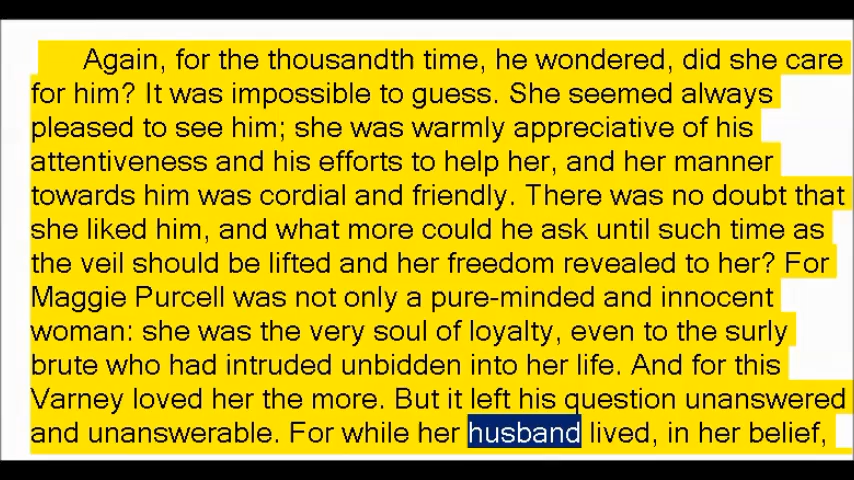 Again, for the thousandth time, he wondered, did she care
for him? It was impossible to guess. She seemed always
pleased to see him; she was warmly appreciative of his
attentiveness and his efforts to help her, and her manner
towards him was cordial and friendly. There was no doubt that
she liked him, and what more could he ask until such time as
the veil should be lifted and her freedom revealed to her? For
Maggie Purcell was not only a pure-minded and innocent
woman: she was the very soul of loyalty, even to the surly
brute who had intruded unbidden into her life. And for this
Varney loved her the more. But it left his question unanswered
and unanswerable. For while her husband lived, in her belief,